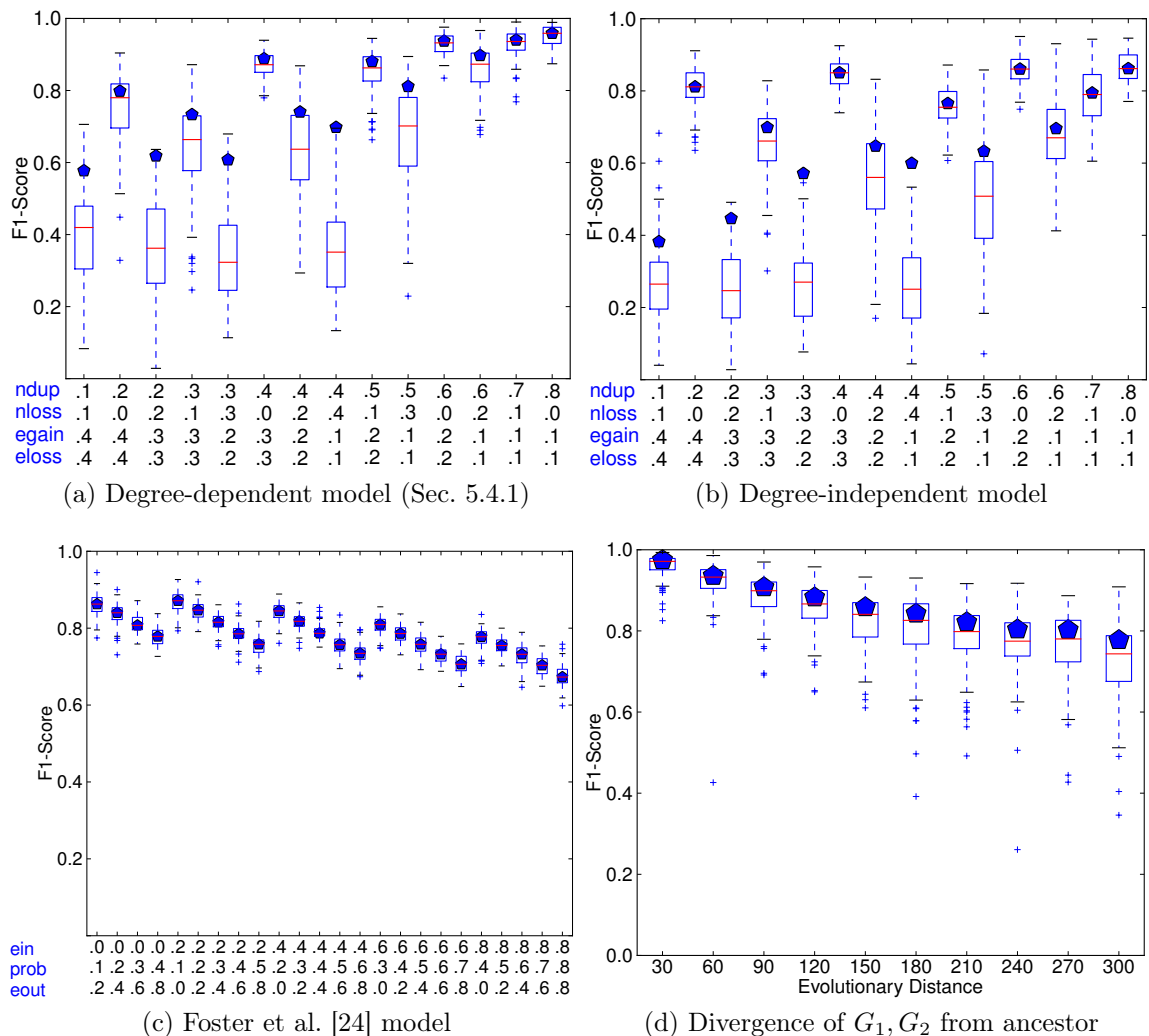 1.0
0.8
0.6
0.4
0.2
F1-Score
ndup .1 .2 .2 .3 .3 .4 .4 .4 .5 .5 .6 .6 .7 .8
nloss .1 .0 .2 .1 .3 .0 .2 .4 .1 .3 .0 .2 .1 .0
egain .4 .4 .3 .3 .2 .3 .2 .1 .2 .1 .2 .1 .1 .1
eloss .4 .4 .3 .3 .2 .3 .2 .1 .2 .1 .2 .1 .1 .1
(a) Degree-dependent model (Sec. 5.4.1)
1.0
0.8
0.6
0.4
0.2
F1-Score
ndup .1 .2 .2 .3 .3 .4 .4 .4 .5 .5 .6 .6 .7 .8
nloss .1 .0 .2 .1 .3 .0 .2 .4 .1 .3 .0 .2 .1 .0
egain .4 .4 .3 .3 .2 .3 .2 .1 .2 .1 .2 .1 .1 .1
eloss .4 .4 .3 .3 .2 .3 .2 .1 .2 .1 .2 .1 .1 .1
(b) Degree-independent model
1.0
0.8
0.6
0.4
0.2
F1-Score
ein .0 .0 .0 .0 .2 .2 .2 .2 .2 .4 .4 .4 .4 .4 .6 .6 .6 .6 .6 .8 .8 .8 .8 .8
prob .1 .2 .3 .4 .1 .2 .3 .4 .5 .2 .3 .4 .5 .6 .3 .4 .5 .6 .7 .4 .5 .6 .7 .8
eout .2 .4 .6 .8 .0 .2 .4 .6 .8 .0 .2 .4 .6 .8 .0 .2 .4 .6 .8 .0 .2 .4 .6 .8
(c) Foster et al. [24] model
1.0
0.8
0.6
0.4
0.2
0.0
F1-Score
30 60 90 120 150 180 210 240 270 300
Evolutionary Distance
(d) Divergence of G₁, G₂ from ancestor